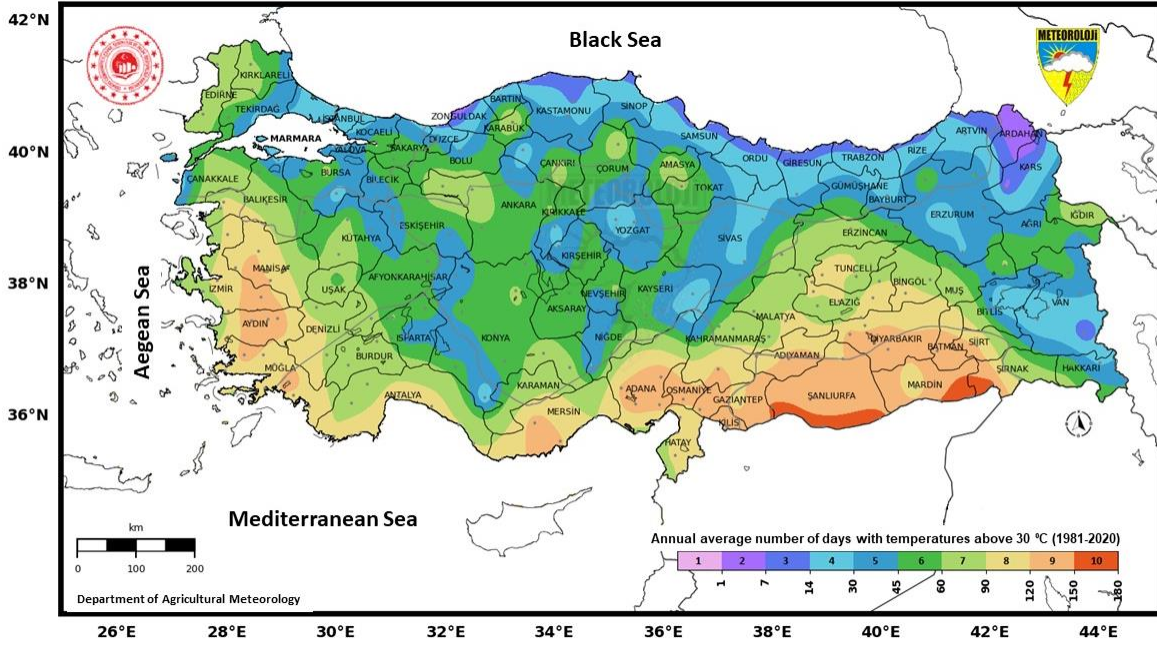 42°N
40°N
38°N
36°N
Black Sea
METEOROLOJİ
KIRKLARELİ
EDİRNE
TEKİRDAĞ
İSTANBUL
KOCAELİ
MARMARA
YALOVA
SAKARYA
DÜZCE
ZONGULDAK
BARTIN
KARABÜK
KASTAMONU
SİNOP
SAMSUN
ORDU
GİRESUN
TRABZON
RİZE
ARTVİN
ARDAHAN
KARS
ÇANAKKALE
BALIKESİR
BURSA
BİLECİK
BOLU
ÇANKIRI
ÇORUM
AMASYA
TOKAT
GÜMÜŞHANE
BAYBURT
ERZURUM
AĞRI
IĞDIR
METEOROLOJİ
KÜTAHYA
ESKİŞEHİR
ANKARA
KIRIKKALE
YOZGAT
SİVAS
ERZİNCAN
MANİSA
İZMİR
UŞAK
AFYONKARAHİSAR
KIRŞEHİR
NEVŞEHİR
KAYSERİ
TUNCELİ
BİNGÖL
MUŞ
ELAZIĞ
BİTLİS
VAN
AYDIN
DENİZLİ
ISPARTA
KONYA
AKSARAY
NİĞDE
KAHRAMANMARAŞ
MALATYA
ADIYAMAN
DİYARBAKIR
BATMAN
SİİRT
ŞIRNAK
HAKKARİ
MUĞLA
BURDUR
ANTALYA
KARAMAN
MERSİN
ADANA
OSMANİYE
GAZİANTEP
KİLİS
HATAY
ŞANLIURFA
MARDİN
Aegean Sea
Mediterranean Sea
km
0 100 200
Department of Agricultural Meteorology
Annual average number of days with temperatures above 30 °C (1981-2020)
1 2 3 4 5 6 7 8 9 10
1 7 14 30 45 60 90 120 150 180
26°E 28°E 30°E 32°E 34°E 36°E 38°E 40°E 42°E 44°E